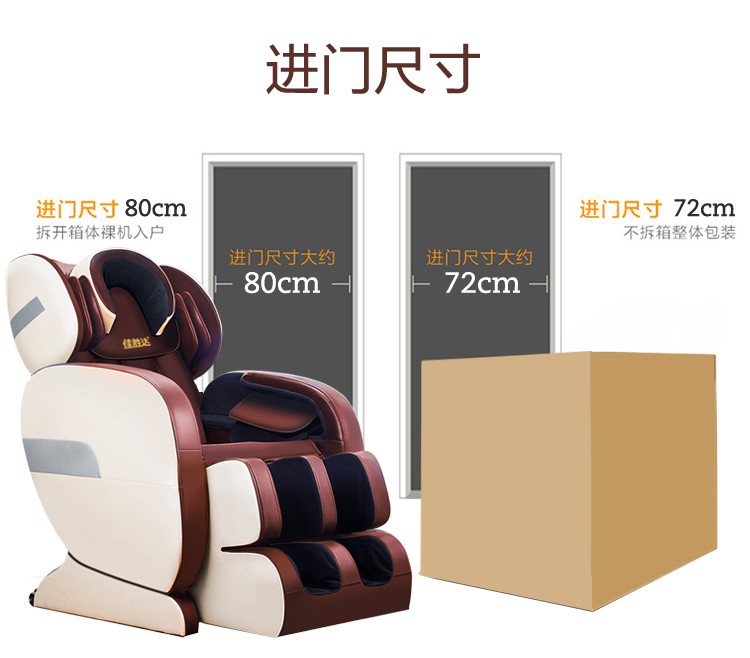 进门尺寸
进门尺寸 80cm
拆开箱体裸机入户
进门尺寸大约
80cm
进门尺寸大约
72cm
进门尺寸 72cm
不拆箱整体包装
佳胜达